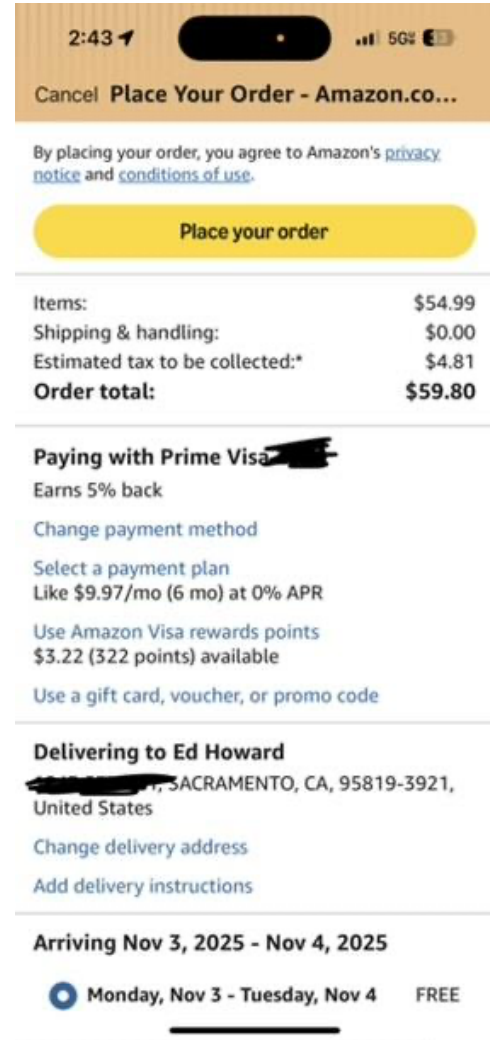 2:43 5G
Cancel Place Your Order - Amazon.co...
By placing your order, you agree to Amazon's privacy
notice and conditions of use.
Place your order
Items: $54.99
Shipping & handling: $0.00
Estimated tax to be collected:* $4.81
Order total: $59.80
Paying with Prime Visa
Earns 5% back
Change payment method
Select a payment plan
Like $9.97/mo (6 mo) at 0% APR
Use Amazon Visa rewards points
$3.22 (322 points) available
Use a gift card, voucher, or promo code
Delivering to Ed Howard
SACRAMENTO, CA, 95819-3921,
United States
Change delivery address
Add delivery instructions
Arriving Nov 3, 2025 - Nov 4, 2025
Monday, Nov 3 - Tuesday, Nov 4 FREE